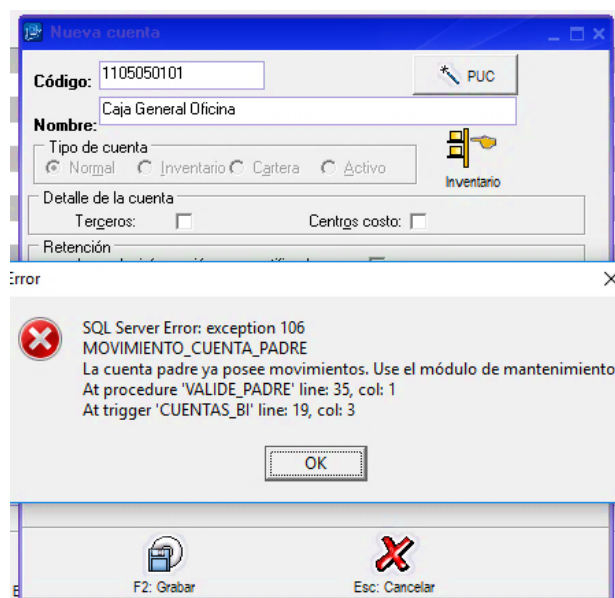 Nueva cuenta
Código: 1105050101
PUC
Nombre: Caja General Oficina
Tipo de cuenta
Normal Inventario Cartera Activo
Inventario
Detalle de la cuenta
Terceros: Centros costo:
Retención
Error
SQL Server Error: exception 106
MOVIMIENTO_CUENTA_PADRE
La cuenta padre ya posee movimientos. Use el módulo de mantenimiento
At procedure 'VALIDE_PADRE' line: 35, col: 1
At trigger 'CUENTAS_BI' line: 19, col: 3
OK
F2: Grabar Esc: Cancelar